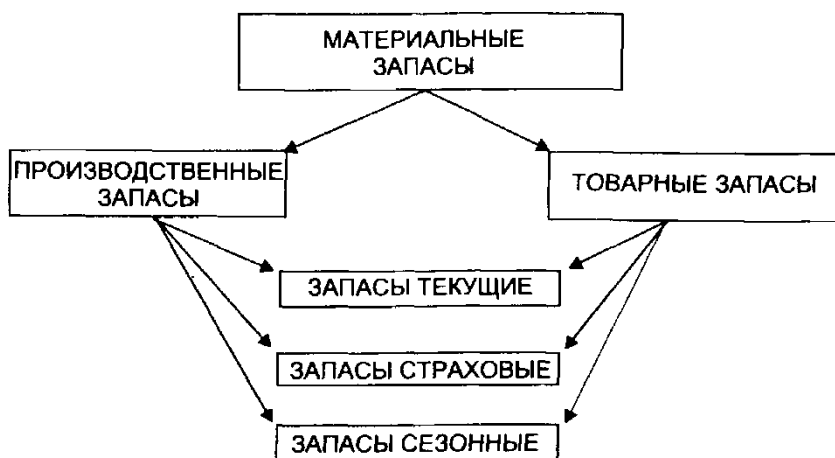 МАТЕРИАЛЬНЫЕ
ЗАПАСЫ
ПРОИЗВОДСТВЕННЫЕ
ЗАПАСЫ
ТОВАРНЫЕ ЗАПАСЫ
ЗАПАСЫ ТЕКУЩИЕ
ЗАПАСЫ СТРАХОВЫЕ
ЗАПАСЫ СЕЗОННЫЕ